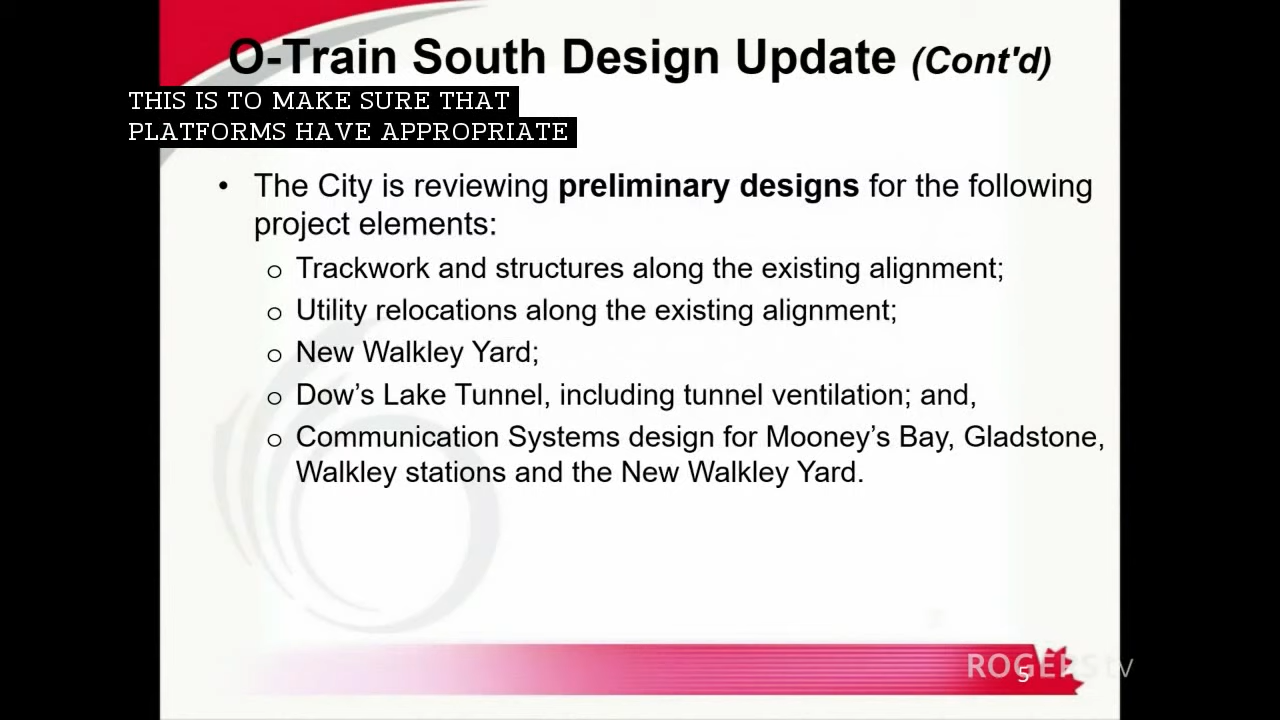 O-Train South Design Update (Cont'd)
THIS IS TO MAKE SURE THAT
PLATFORMS HAVE APPROPRIATE
• The City is reviewing preliminary designs for the following
project elements:
o Trackwork and structures along the existing alignment;
o Utility relocations along the existing alignment;
o New Walkley Yard;
o Dow’s Lake Tunnel, including tunnel ventilation; and,
o Communication Systems design for Mooney’s Bay, Gladstone,
Walkley stations and the New Walkley Yard.
ROGERS tv
5